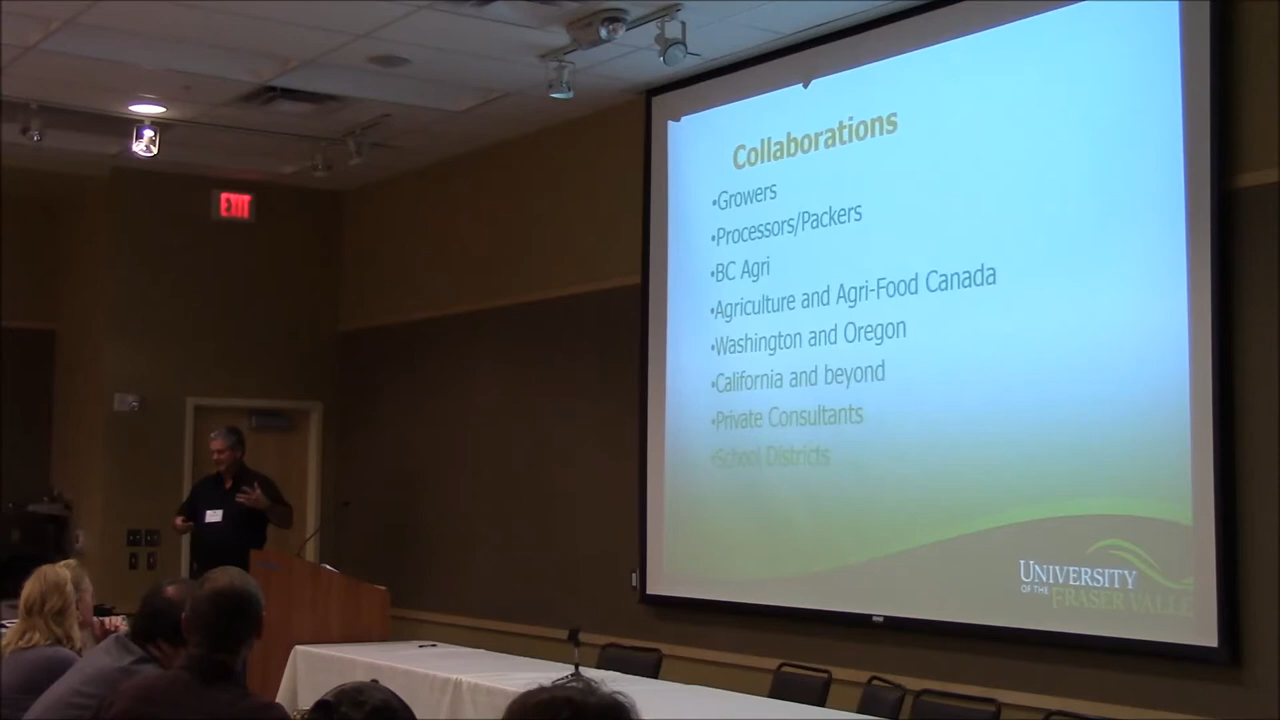 EXIT
Collaborations
•Growers
•Processors/Packers
•BC Agri
•Agriculture and Agri-Food Canada
•Washington and Oregon
•California and beyond
•Private Consultants
•School Districts
UNIVERSITY
OF THE FRASER VALLE